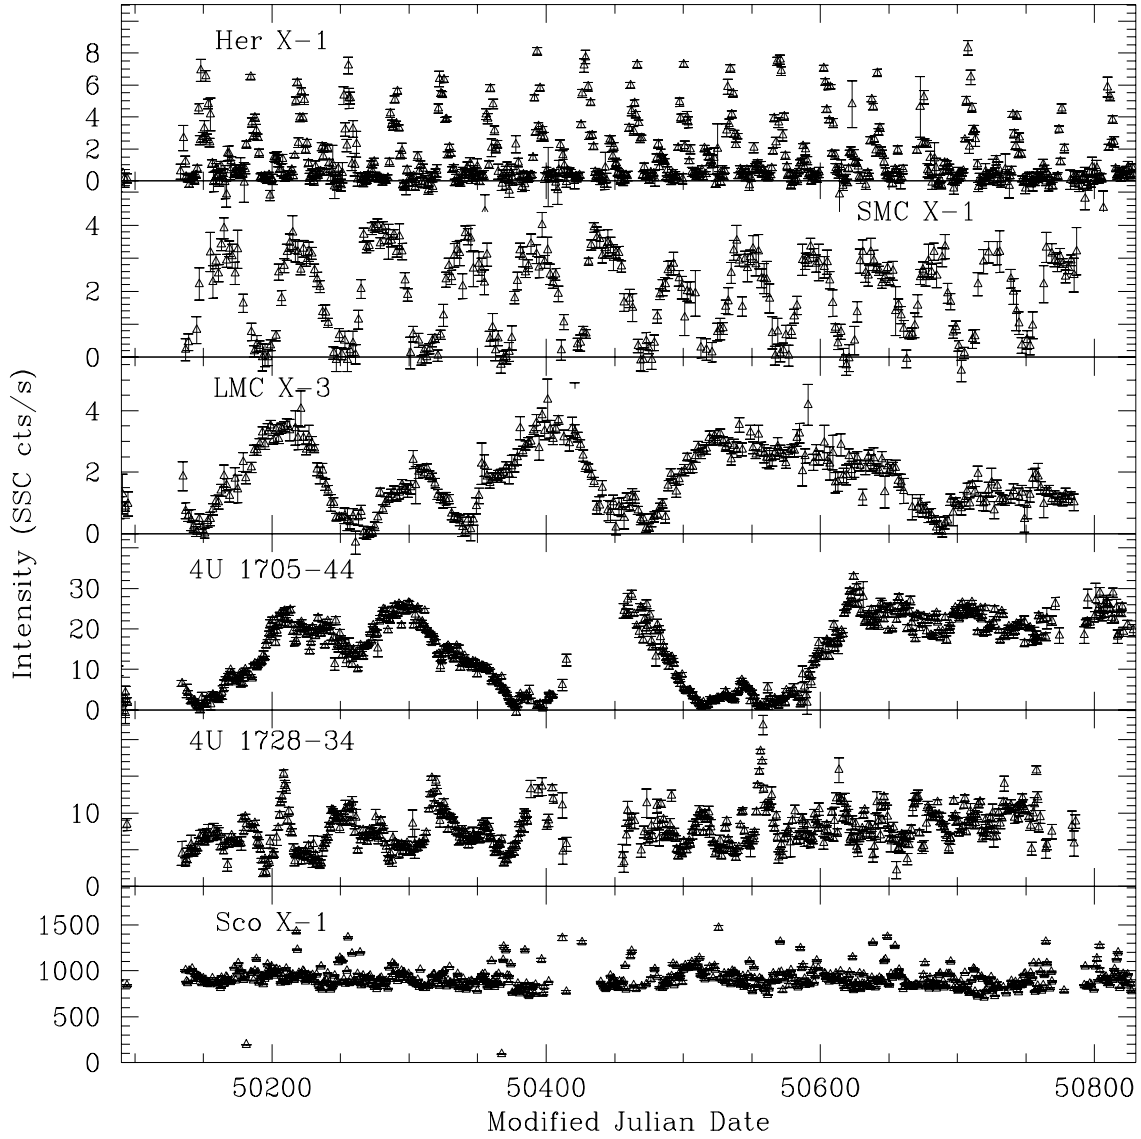 Her X-1
8
6
4
2
0
SMC X-1
4
2
0
LMC X-3
4
2
0
4U 1705-44
30
20
10
0
4U 1728-34
10
0
Sco X-1
1500
1000
500
0
Intensity (SSC cts/s)
50200 50400 50600 50800
Modified Julian Date